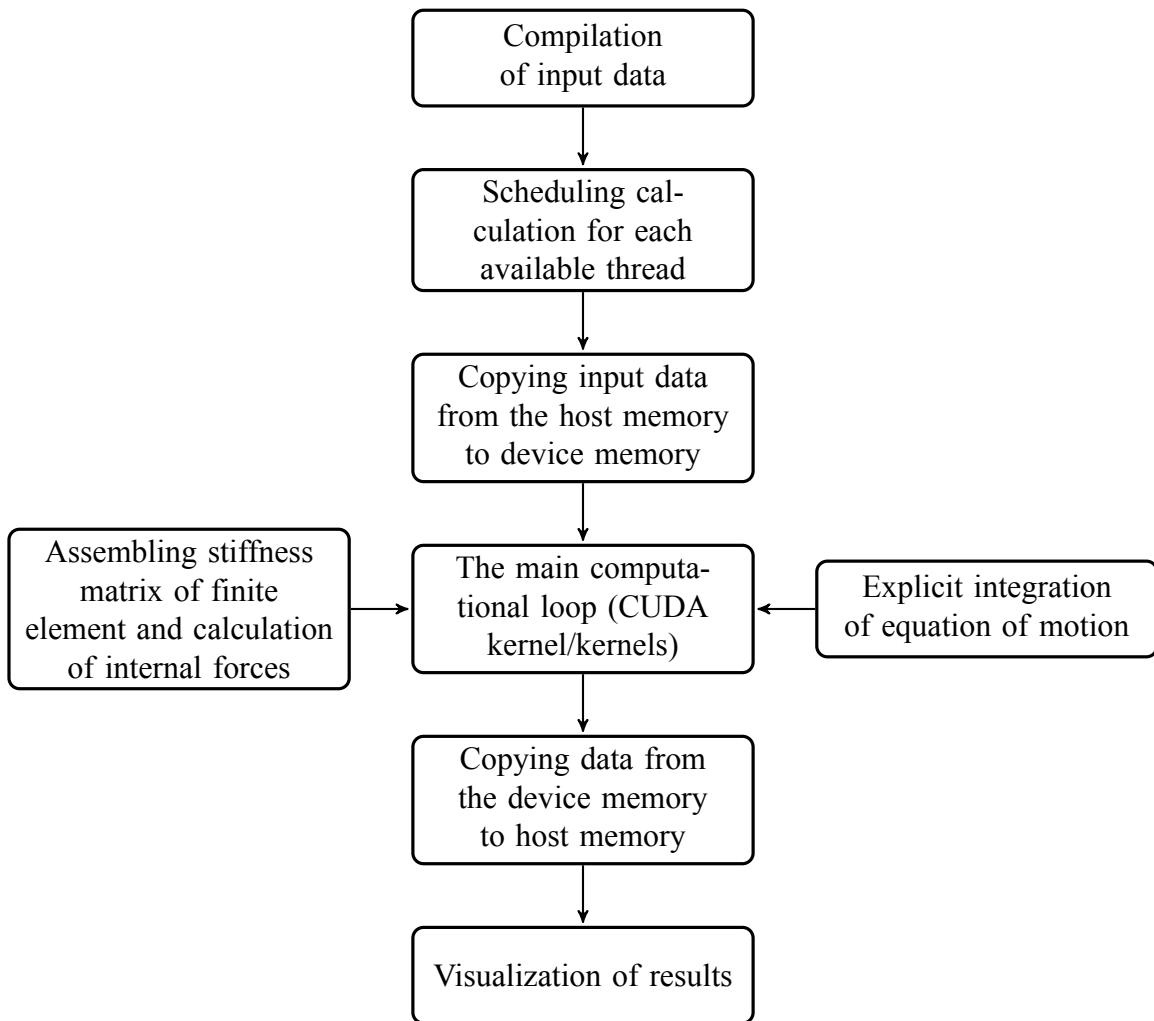 Compilation
of input data
Scheduling cal-
culation for each
available thread
Copying input data
from the host memory
to device memory
Assembling stiffness
matrix of finite
element and calculation
of internal forces
The main computa-
tional loop (CUDA
kernel/kernels)
Explicit integration
of equation of motion
Copying data from
the device memory
to host memory
Visualization of results